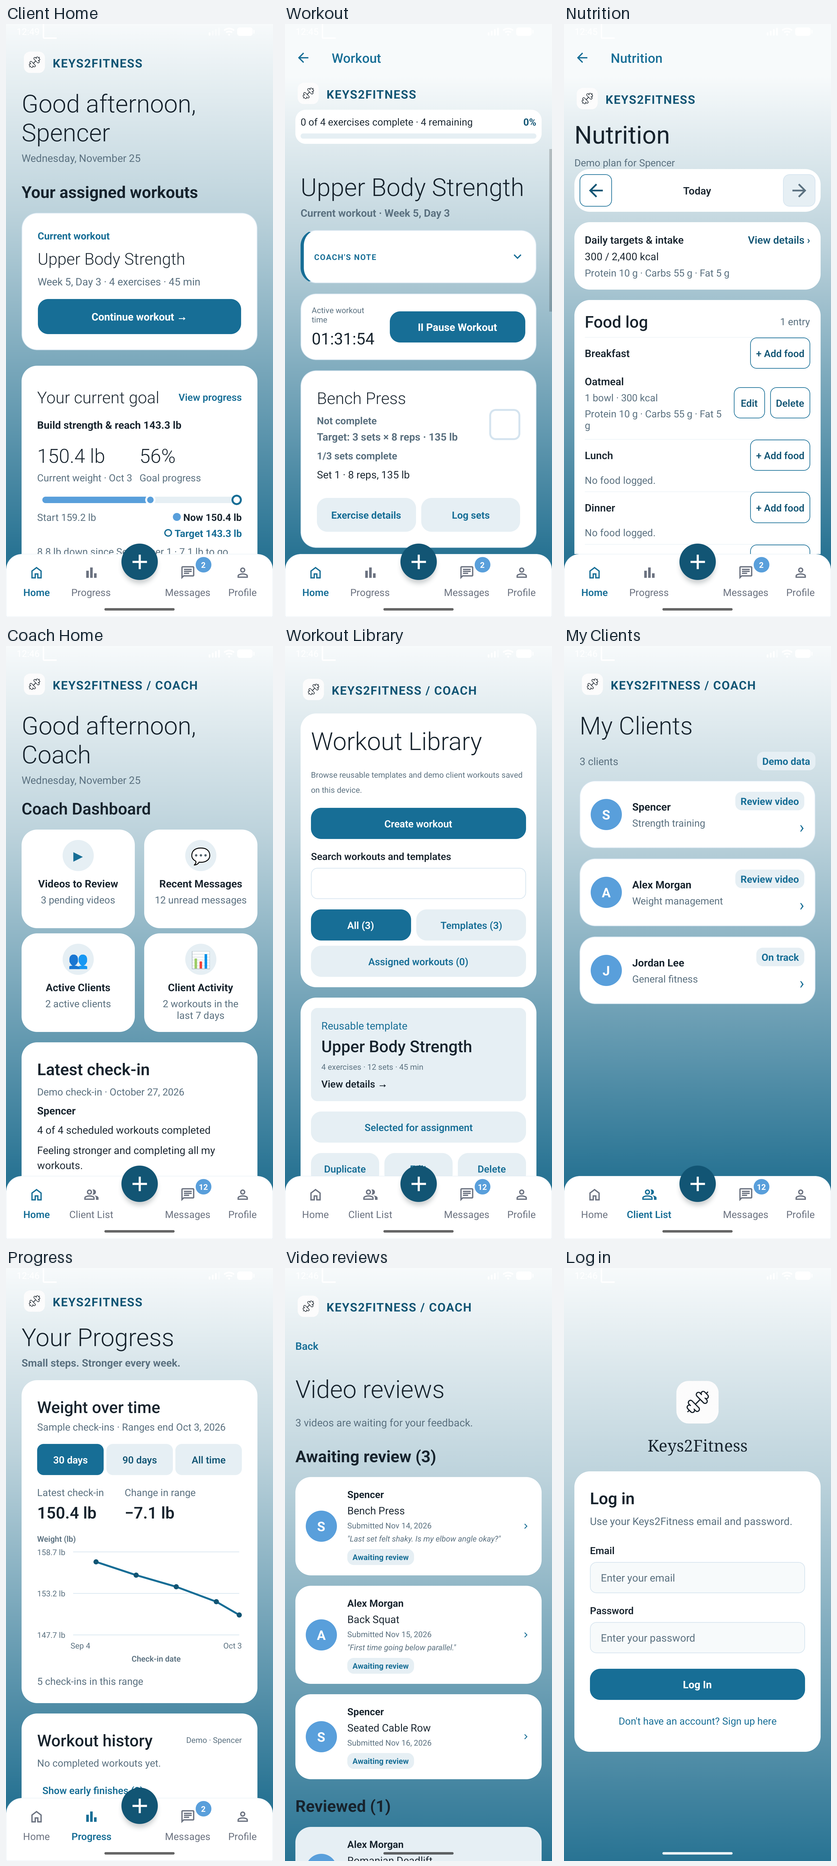 Client Home
KEYS2FITNESS
Good afternoon,
Spencer
Wednesday, November 25
Your assigned workouts
Current workout
Upper Body Strength
Week 5, Day 3 · 4 exercises · 45 min
Continue workout →
Your current goal
View progress
Build strength & reach 143.3 lb
150.4 lb
56%
Current weight · Oct 3
Goal progress
Start 159.2 lb
Now 150.4 lb
Target 143.3 lb
Home
Progress
+
2
Messages
Profile
Workout
← Workout
KEYS2FITNESS
0 of 4 exercises complete · 4 remaining
0%
Upper Body Strength
Current workout · Week 5, Day 3
COACH'S NOTE
Active workout
time
01:31:54
II Pause Workout
Bench Press
Not complete
Target: 3 sets × 8 reps · 135 lb
1/3 sets complete
Set 1 · 8 reps, 135 lb
Exercise details
Log sets
Home
Progress
+
2
Messages
Profile
Nutrition
← Nutrition
KEYS2FITNESS
Nutrition
Demo plan for Spencer
←
Today
→
Daily targets & intake
View details ›
300 / 2,400 kcal
Protein 10 g · Carbs 55 g · Fat 5 g
Food log
1 entry
Breakfast
+ Add food
Oatmeal
1 bowl · 300 kcal
Protein 10 g · Carbs 55 g · Fat 5
g
Edit
Delete
Lunch
+ Add food
No food logged.
Dinner
+ Add food
No food logged.
Home
Progress
+
2
Messages
Profile
Coach Home
KEYS2FITNESS / COACH
Good afternoon,
Coach
Wednesday, November 25
Coach Dashboard
Videos to Review
3 pending videos
Recent Messages
12 unread messages
Active Clients
2 active clients
Client Activity
2 workouts in the
last 7 days
Latest check-in
Demo check-in · October 27, 2026
Spencer
4 of 4 scheduled workouts completed
Feeling stronger and completing all my
workouts.
Home
Client List
+
12
Messages
Profile
Workout Library
KEYS2FITNESS / COACH
Workout Library
Browse reusable templates and demo client workouts saved
on this device.
Create workout
Search workouts and templates
All (3)
Templates (3)
Assigned workouts (0)
Reusable template
Upper Body Strength
4 exercises · 12 sets · 45 min
View details →
Selected for assignment
Duplicate
Delete
Home
Client List
+
12
Messages
Profile
My Clients
KEYS2FITNESS / COACH
My Clients
3 clients
Demo data
S
Spencer
Strength training
Review video
›
A
Alex Morgan
Weight management
Review video
›
J
Jordan Lee
General fitness
On track
›
Home
Client List
+
12
Messages
Profile
Progress
KEYS2FITNESS
Your Progress
Small steps. Stronger every week.
Weight over time
Sample check-ins · Ranges end Oct 3, 2026
30 days
90 days
All time
Latest check-in
Change in range
150.4 lb
−7.1 lb
Weight (lb)
158.7 lb
153.2 lb
147.7 lb
Sep 4
Oct 3
Check-in date
5 check-ins in this range
Workout history
Demo · Spencer
No completed workouts yet.
Show early finishes
Home
Progress
+
2
Messages
Profile
Video reviews
KEYS2FITNESS / COACH
Back
Video reviews
3 videos are waiting for your feedback.
Awaiting review (3)
S
Spencer
Bench Press
Submitted Nov 14, 2026
"Last set felt shaky. Is my elbow angle okay?"
Awaiting review
›
A
Alex Morgan
Back Squat
Submitted Nov 15, 2026
"First time going below parallel."
Awaiting review
›
S
Spencer
Seated Cable Row
Submitted Nov 16, 2026
Awaiting review
›
Reviewed (1)
Alex Morgan
Romanian Deadlift
Log in
Keys2Fitness
Log in
Use your Keys2Fitness email and password.
Email
Enter your email
Password
Enter your password
Log In
Don't have an account? Sign up here